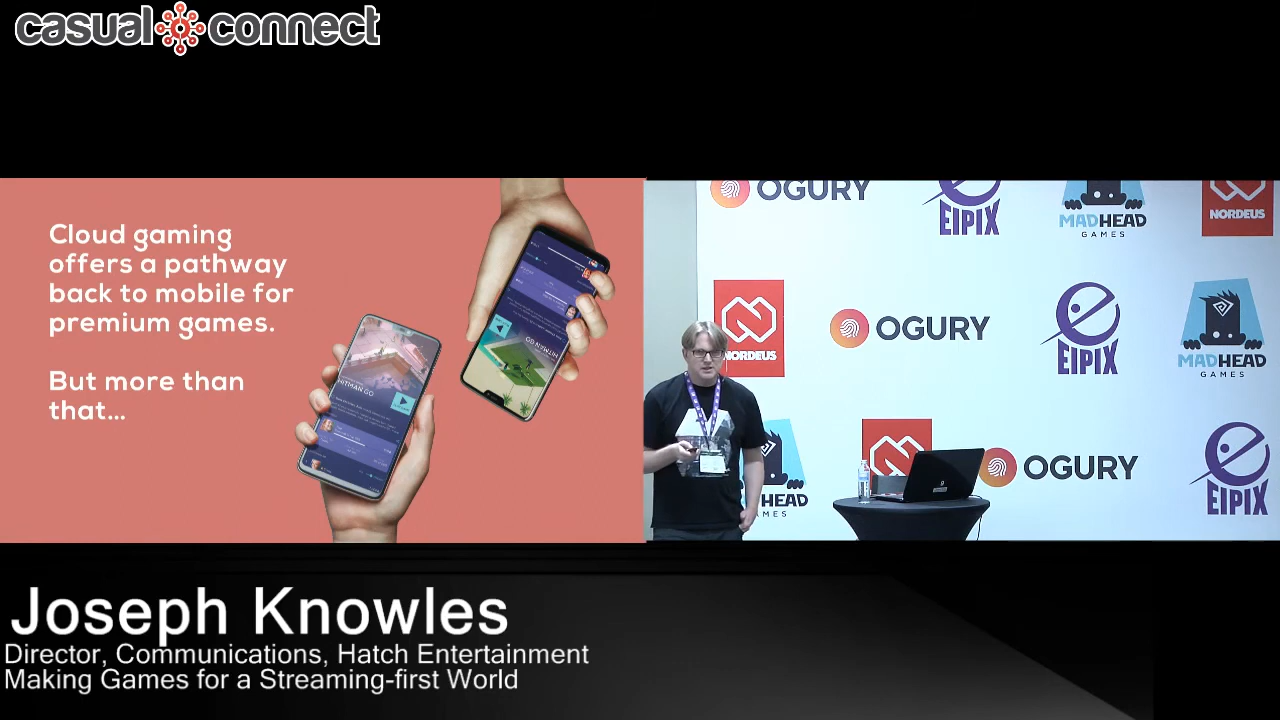 casual connect
Cloud gaming
offers a pathway
back to mobile for
premium games.
But more than
that...
HITMAN GO
HITMAN GO
OGURY
EIPIX
MADHEAD
GAMES
NORDEUS
NORDEUS
OGURY
EIPIX
MADHEAD
GAMES
OGURY
EIPIX
Joseph Knowles
Director, Communications, Hatch Entertainment
Making Games for a Streaming-first World